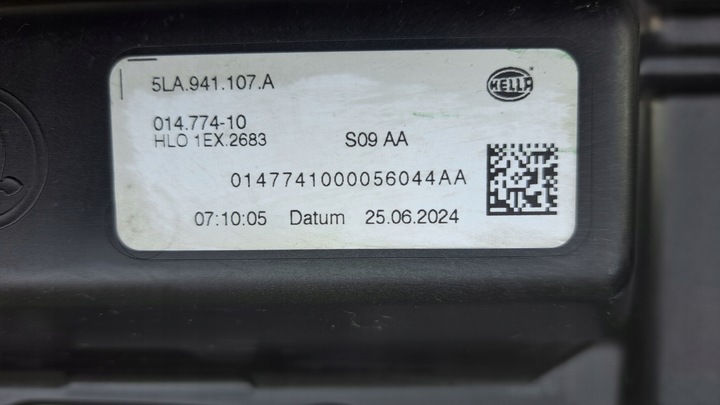 5LA.941.107.A
HELLA
014.774-10
HLO 1EX.2683
S09 AA
0147741000056044AA
07:10:05 Datum 25.06.2024